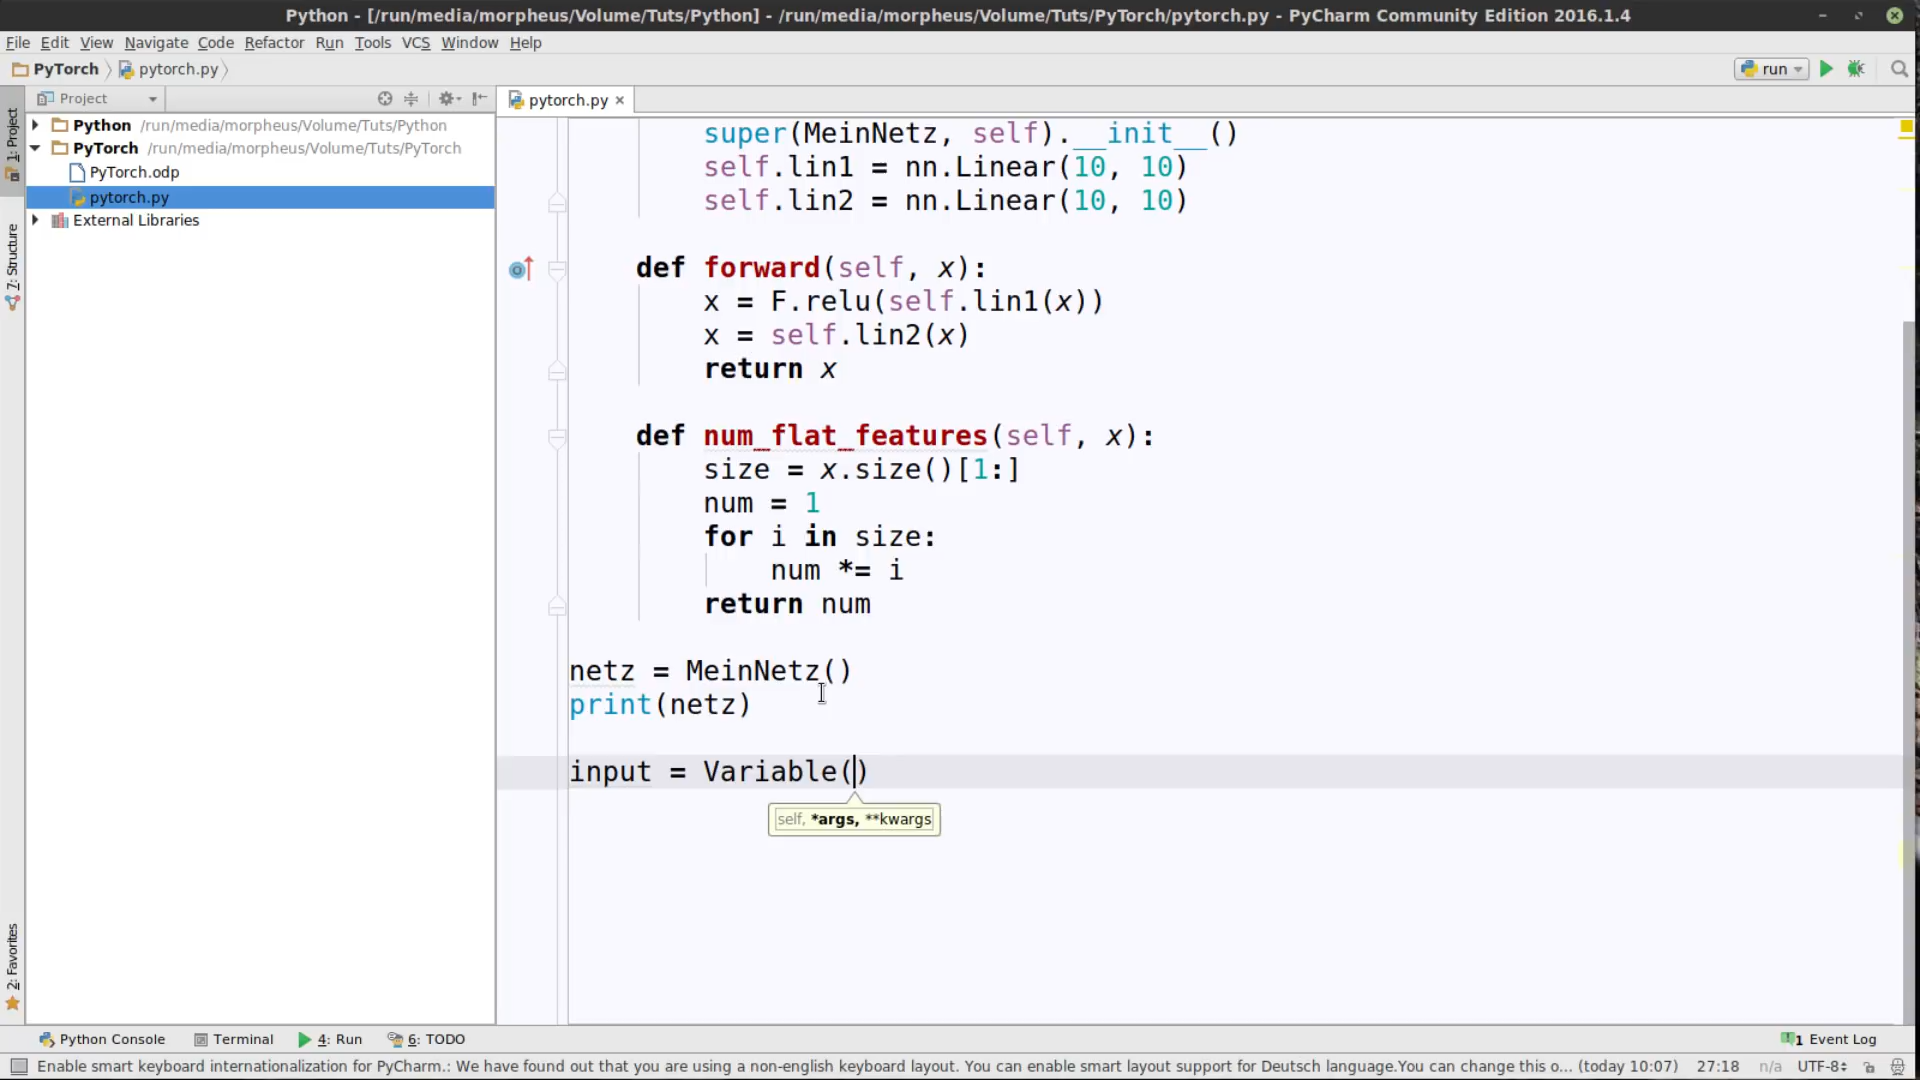 Python - [/run/media/morpheus/Volume/Tuts/Python] - /run/media/morpheus/Volume/Tuts/PyTorch/pytorch.py - PyCharm Community Edition 2016.1.4
File Edit View Navigate Code Refactor Run Tools VCS Window Help
PyTorch pytorch.py run
Project pytorch.py
1: Project
7: Structure
2: Favorites
Python /run/media/morpheus/Volume/Tuts/Python
PyTorch /run/media/morpheus/Volume/Tuts/PyTorch
PyTorch.odp
pytorch.py
External Libraries
super(MeinNetz, self).__init__()
self.lin1 = nn.Linear(10, 10)
self.lin2 = nn.Linear(10, 10)
def forward(self, x):
x = F.relu(self.lin1(x))
x = self.lin2(x)
return x
def num_flat_features(self, x):
size = x.size()[1:]
num = 1
for i in size:
num *= i
return num
netz = MeinNetz()
print(netz)
input = Variable()
self, *args, **kwargs
Python Console Terminal 4: Run 6: TODO 1 Event Log
Enable smart keyboard internationalization for PyCharm.: We have found out that you are using a non-english keyboard layout. You can enable smart layout support for Deutsch language.You can change this o... (today 10:07) 27:18 n/a UTF-8